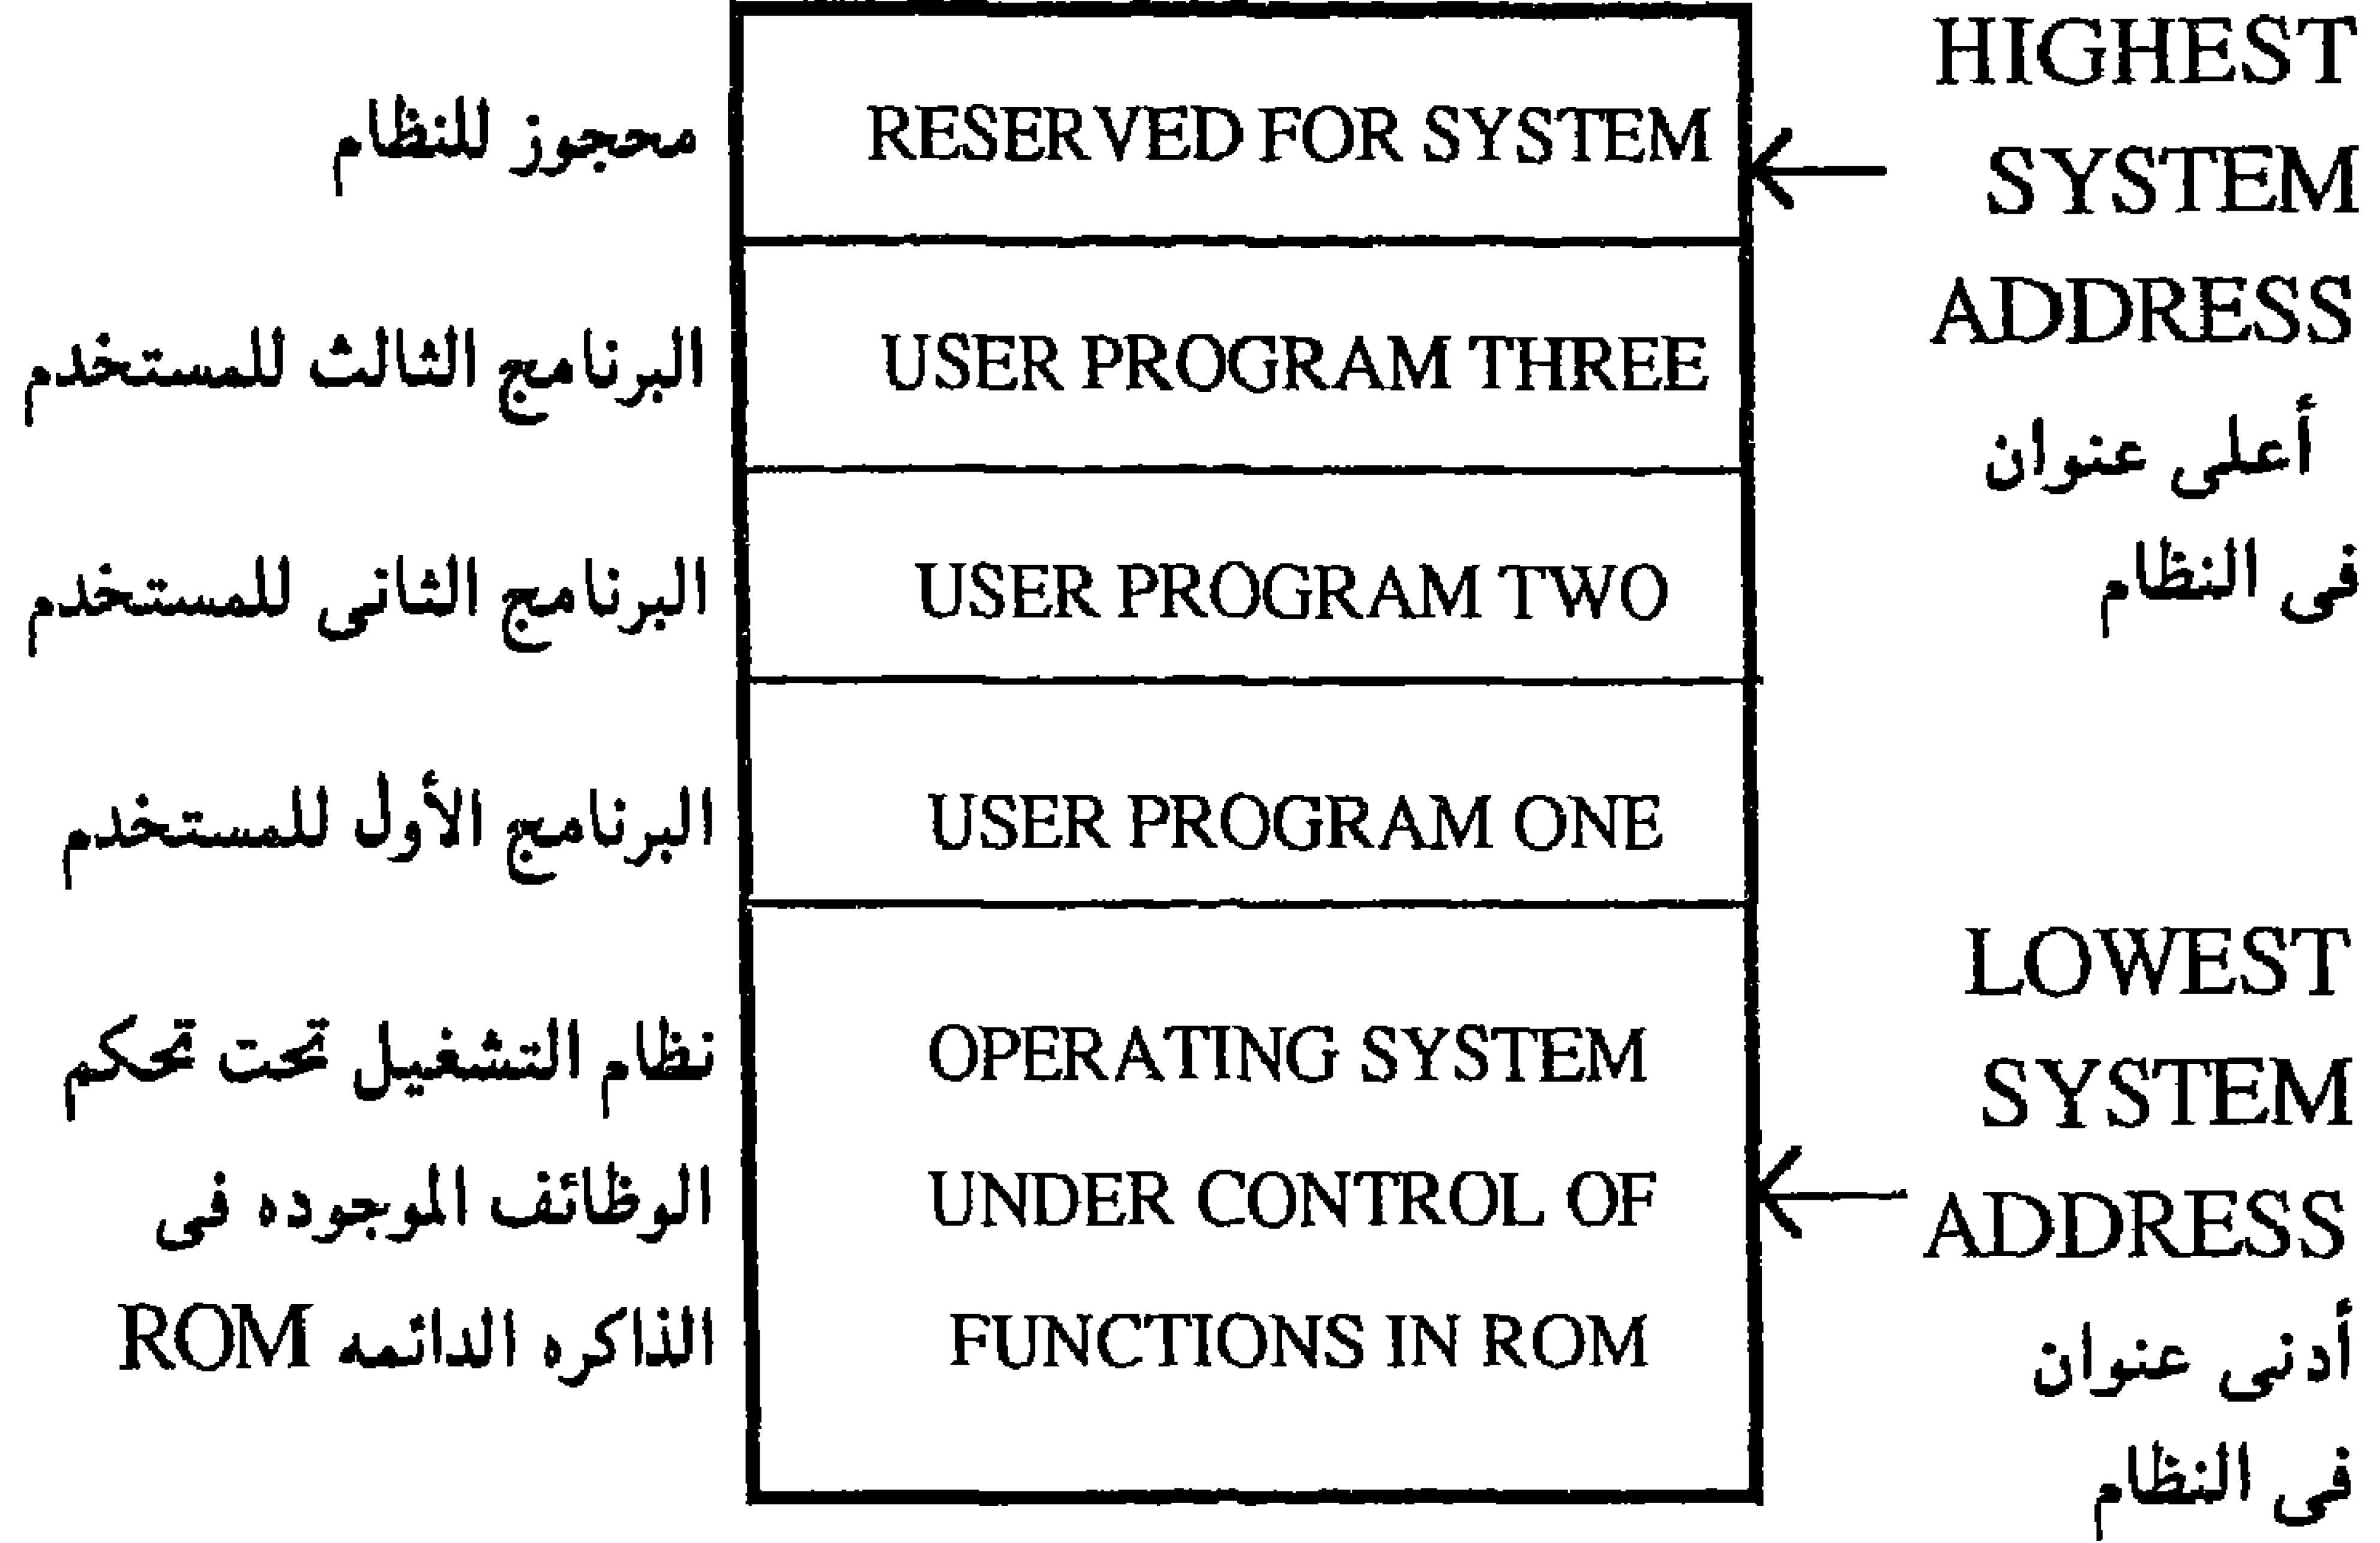 محجوز للنظام
RESERVED FOR SYSTEM
HIGHEST
SYSTEM
ADDRESS
أعلى عنوان
فى النظام
البرنامج الثالث للمستخدم
USER PROGRAM THREE
البرنامج الثانى للمستخدم
USER PROGRAM TWO
البرنامج الأول للمستخدم
USER PROGRAM ONE
نظام التشغيل تحت تحكم
الوظائف الموجوده فى
الذاكره الدائمه ROM
OPERATING SYSTEM
UNDER CONTROL OF
FUNCTIONS IN ROM
LOWEST
SYSTEM
ADDRESS
أدنى عنوان
فى النظام